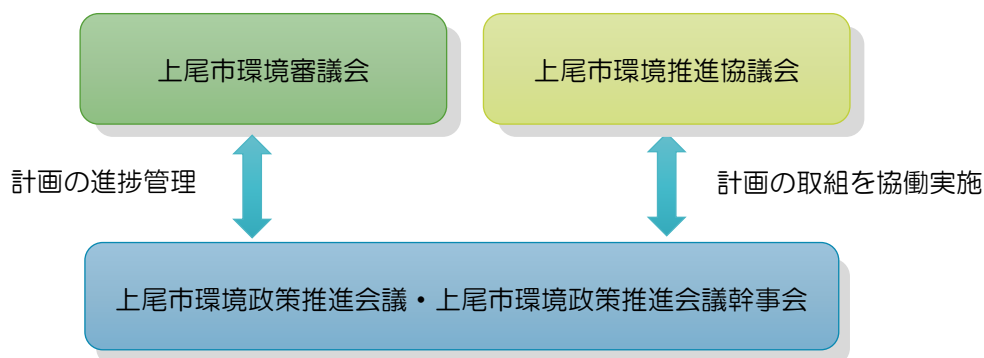 上尾市環境審議会
上尾市環境推進協議会
計画の進捗管理
計画の取組を協働実施
上尾市環境政策推進会議・上尾市環境政策推進会議幹事会